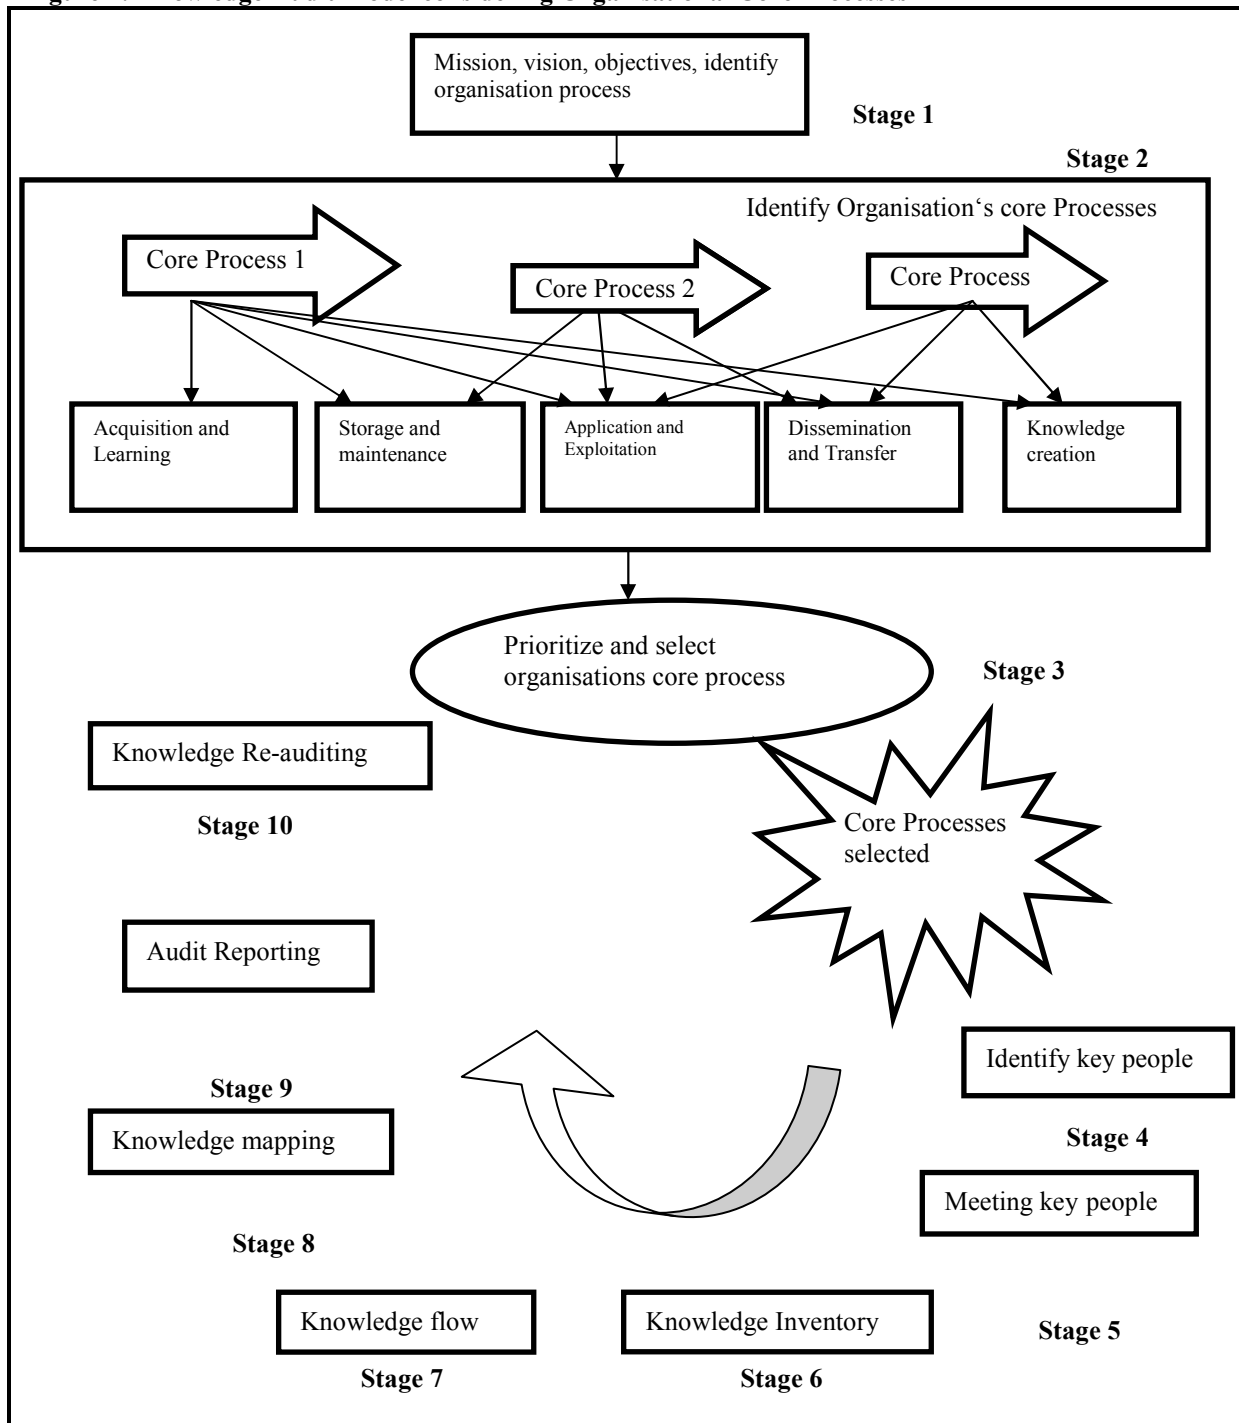 Mission, vision, objectives, identify
organisation process
Stage 1
Stage 2
Identify Organisation‘s core Processes
Core Process 1
Core Process 2
Core Process
Acquisition and
Learning
Storage and
maintenance
Application and
Exploitation
Dissemination
and Transfer
Knowledge
creation
Prioritize and select
organisations core process
Stage 3
Knowledge Re-auditing
Stage 10
Core Processes
selected
Audit Reporting
Identify key people
Stage 9
Stage 4
Knowledge mapping
Meeting key people
Stage 8
Knowledge flow
Knowledge Inventory
Stage 5
Stage 7
Stage 6